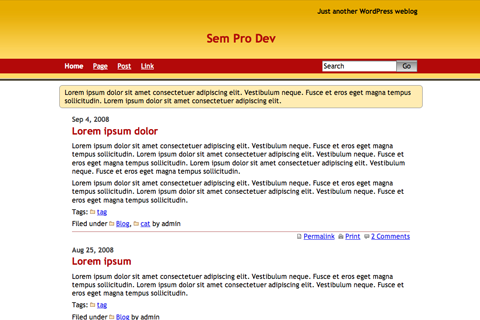 Just another WordPress weblog
Sem Pro Dev
Home Page Post Link
Search Go
Lorem ipsum dolor sit amet consectetuer adipiscing elit. Vestibulum neque. Fusce et eros eget magna tempus
sollicitudin. Lorem ipsum dolor sit amet consectetuer adipiscing elit.
Sep 4, 2008
Lorem ipsum dolor
Lorem ipsum dolor sit amet consectetuer adipiscing elit. Vestibulum neque. Fusce et eros eget magna
tempus sollicitudin. Lorem ipsum dolor sit amet consectetuer adipiscing elit. Vestibulum neque. Fusce et
eros eget magna tempus sollicitudin. Lorem ipsum dolor sit amet consectetuer adipiscing elit. Vestibulum
neque. Fusce et eros eget magna tempus sollicitudin.
Lorem ipsum dolor sit amet consectetuer adipiscing elit. Vestibulum neque. Fusce et eros eget magna
tempus sollicitudin. Lorem ipsum dolor sit amet consectetuer adipiscing elit.
Tags: tag
Filed under Blog, cat by admin
Permalink Print 2 Comments
Aug 25, 2008
Lorem ipsum
Lorem ipsum dolor sit amet consectetuer adipiscing elit. Vestibulum neque. Fusce et eros eget magna
tempus sollicitudin. Lorem ipsum dolor sit amet consectetuer adipiscing elit. Vestibulum neque. Fusce et
eros eget magna tempus sollicitudin.
Tags: tag
Filed under Blog by admin